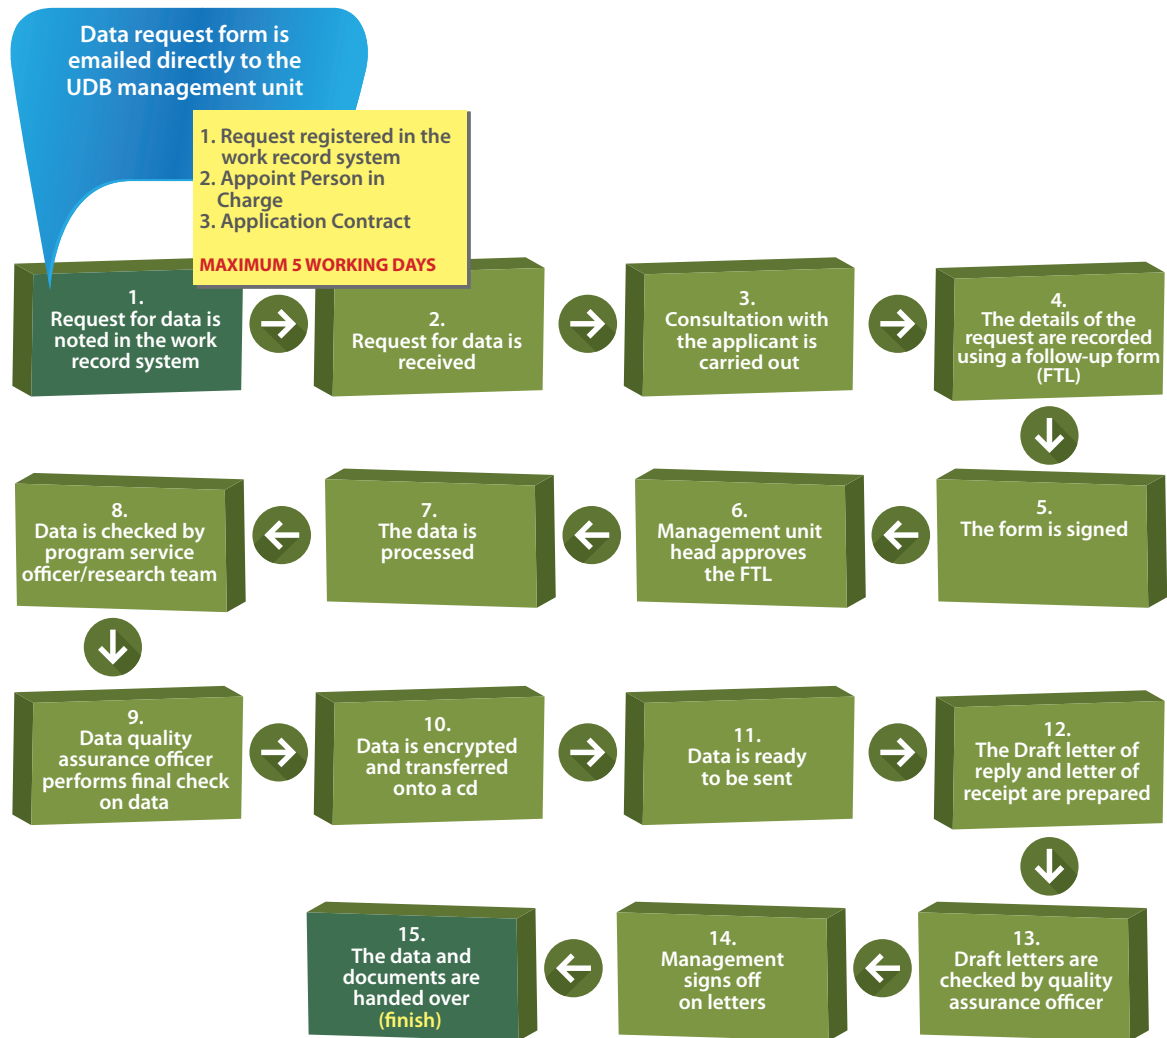 Data request form is
emailed directly to the
UDB management unit
1. Request registered in the
work record system
2. Appoint Person in
Charge
3. Application Contract
MAXIMUM 5 WORKING DAYS
1.
Request for data is
noted in the work
record system
2.
Request for data is
received
3.
Consultation with
the applicant is
carried out
4.
The details of the
request are recorded
using a follow-up form
(FTL)
5.
The form is signed
6.
Management unit
head approves
the FTL
7.
The data is
processed
8.
Data is checked by
program service
officer/research team
9.
Data quality
assurance officer
performs final check
on data
10.
Data is encrypted
and transferred
onto a cd
11.
Data is ready
to be sent
12.
The Draft letter of
reply and letter of
receipt are prepared
13.
Draft letters are
checked by quality
assurance officer
14.
Management
signs off
on letters
15.
The data and
documents are
handed over
(finish)